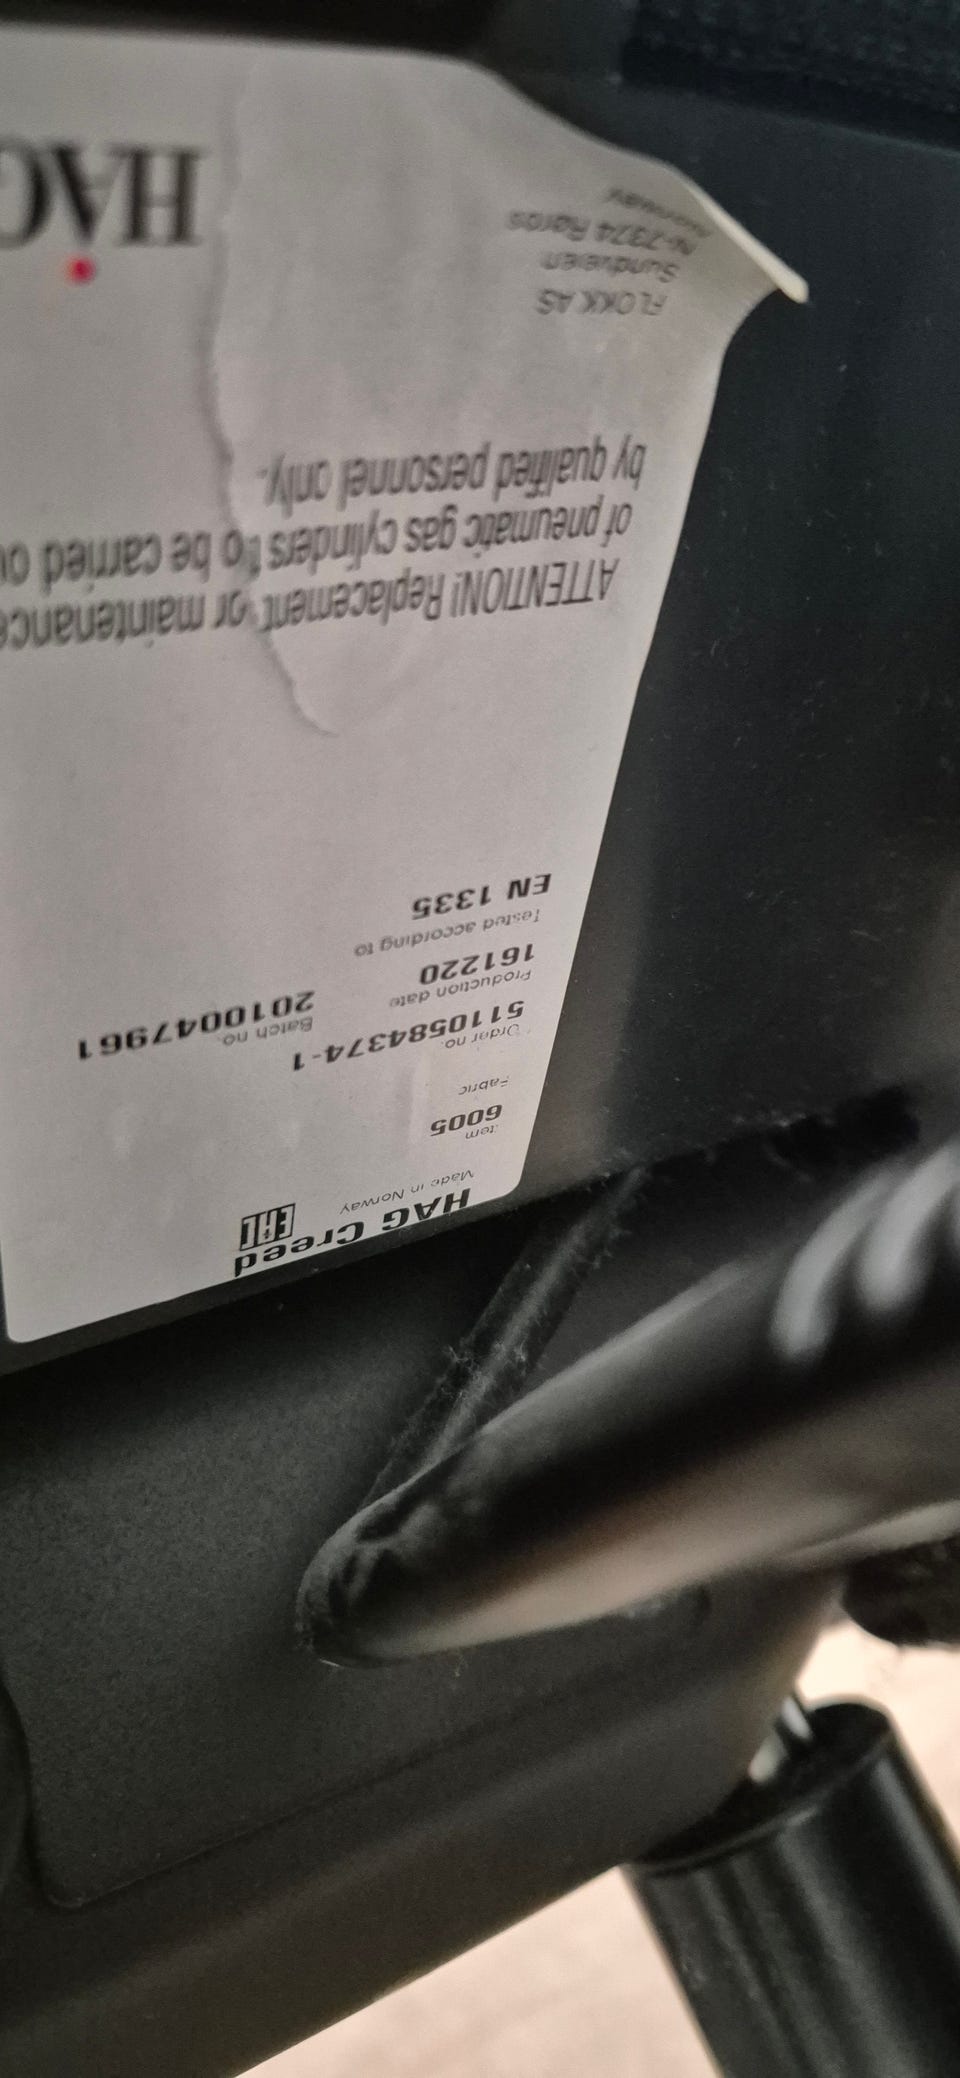 HAG Creed
Made in Norway
EAC
Item
6005
Fabric
Order no.
5110584374-1
Batch no.
2010047961
Production date
161220
Tested according to
EN 1335
ATTENTION! Replacement or maintenance
of pneumatic gas cylinders to be carried
by qualified personnel only.
FLOKK AS
Sundveien
N-7374 Røros
Norway
HÅG